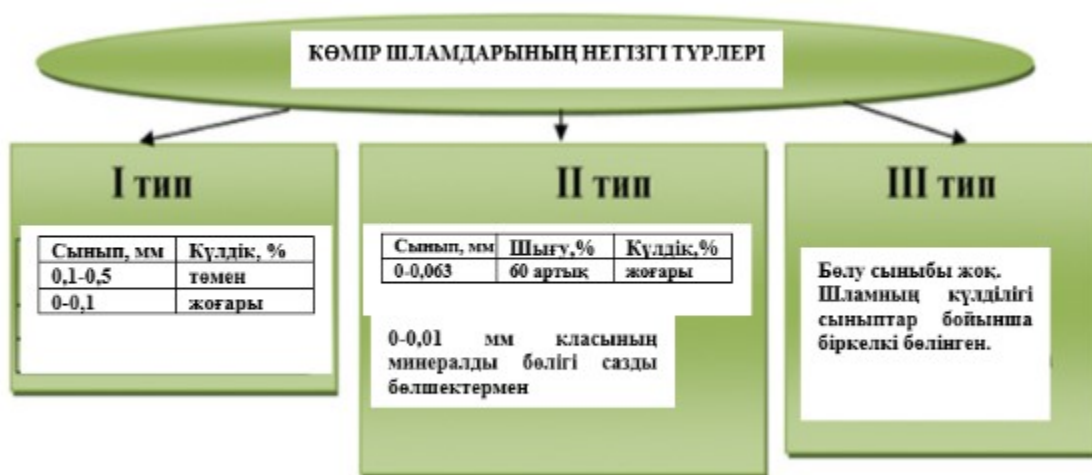 КӨМІР ШЛАМДАРЫНЫҢ НЕГІЗГІ ТҮРЛЕРІ
I тип
Сынып, мм Күлдік, %
0,1-0,5 төмен
0-0,1 жоғары
II тип
Сынып, мм Шығу,% Күлдік,%
0-0,063 60 артық жоғары
0-0,01 мм класының
минералды бөлігі сазды
бөлшектермен
III тип
Бөлу сыныбы жоқ.
Шламның күлділігі
сыныптар бойынша
біркелкі бөлінген.